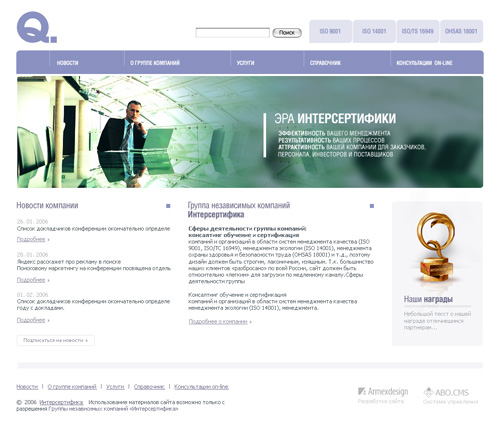 Q.
Поиск
ISO 9001
ISO 14001
ISO/TS 16949
OHSAS 18001
НОВОСТИ
О ГРУППЕ КОМПАНИЙ
УСЛУГИ
СПРАВОЧНИК
КОНСУЛЬТАЦИИ ON-LINE
ЭРА ИНТЕРСЕРТИФИКИ
ЭФФЕКТИВНОСТЬ ВАШЕГО МЕНЕДЖМЕНТА
РЕЗУЛЬТАТИВНОСТЬ ВАШИХ ПРОЦЕССОВ
АТТРАКТИВНОСТЬ ВАШЕЙ КОМПАНИИ ДЛЯ ЗАКАЗЧИКОВ,
ПЕРСОНАЛА, ИНВЕСТОРОВ И ПОСТАВЩИКОВ
Новости компании
26. 01. 2006
Список докладчиков конференции окончательно определе
Подробнее
26. 01. 2006
Яндекс расскажет про рекламу в поиске
Поисковому маркетингу на конференции посвящена отдель
Подробнее
01. 02. 2006
Список докладчиков конференции окончательно определе
году с докладами.
Подробнее
Подписаться на новости
Группа независимых компаний
Интерсертифика
Сферы деятельности группы компаний:
консалтинг обучение и сертификация
компаний и организаций в области систем менеджмента качества (ISO
9001, ISO/TC 16949), менеджмента экологии (ISO 14001), менеджмента
охраны здоровья и безопасности труда (OHSAS 18001) и т.д., поэтому
дизайн должен быть строгим, лаконичным, изящным. Т.к. большинство
наших клиентов «разбросано» по всей России, сайт должен быть
относительно «легким» для загрузки по медленному каналу.Сферы
деятельности группы
Консалтинг обучение и сертификация
компаний и организаций в области систем менеджмента качества
менеджмента экологии (ISO 14001), менеджмента.
Подробнее о компании
Наши награды
Небольшой текст о нашей
награде отличившимся
партнерам...
Новости | О группе компаний | Услуги | Справочник | Консультации on-line
© 2006 Интерсертифика. Использование материалов сайта возможно только с
разрешения Группы независимых компаний «Интерсертифика»
Armexdesign
Разработка сайта
ABO.CMS
Система управления